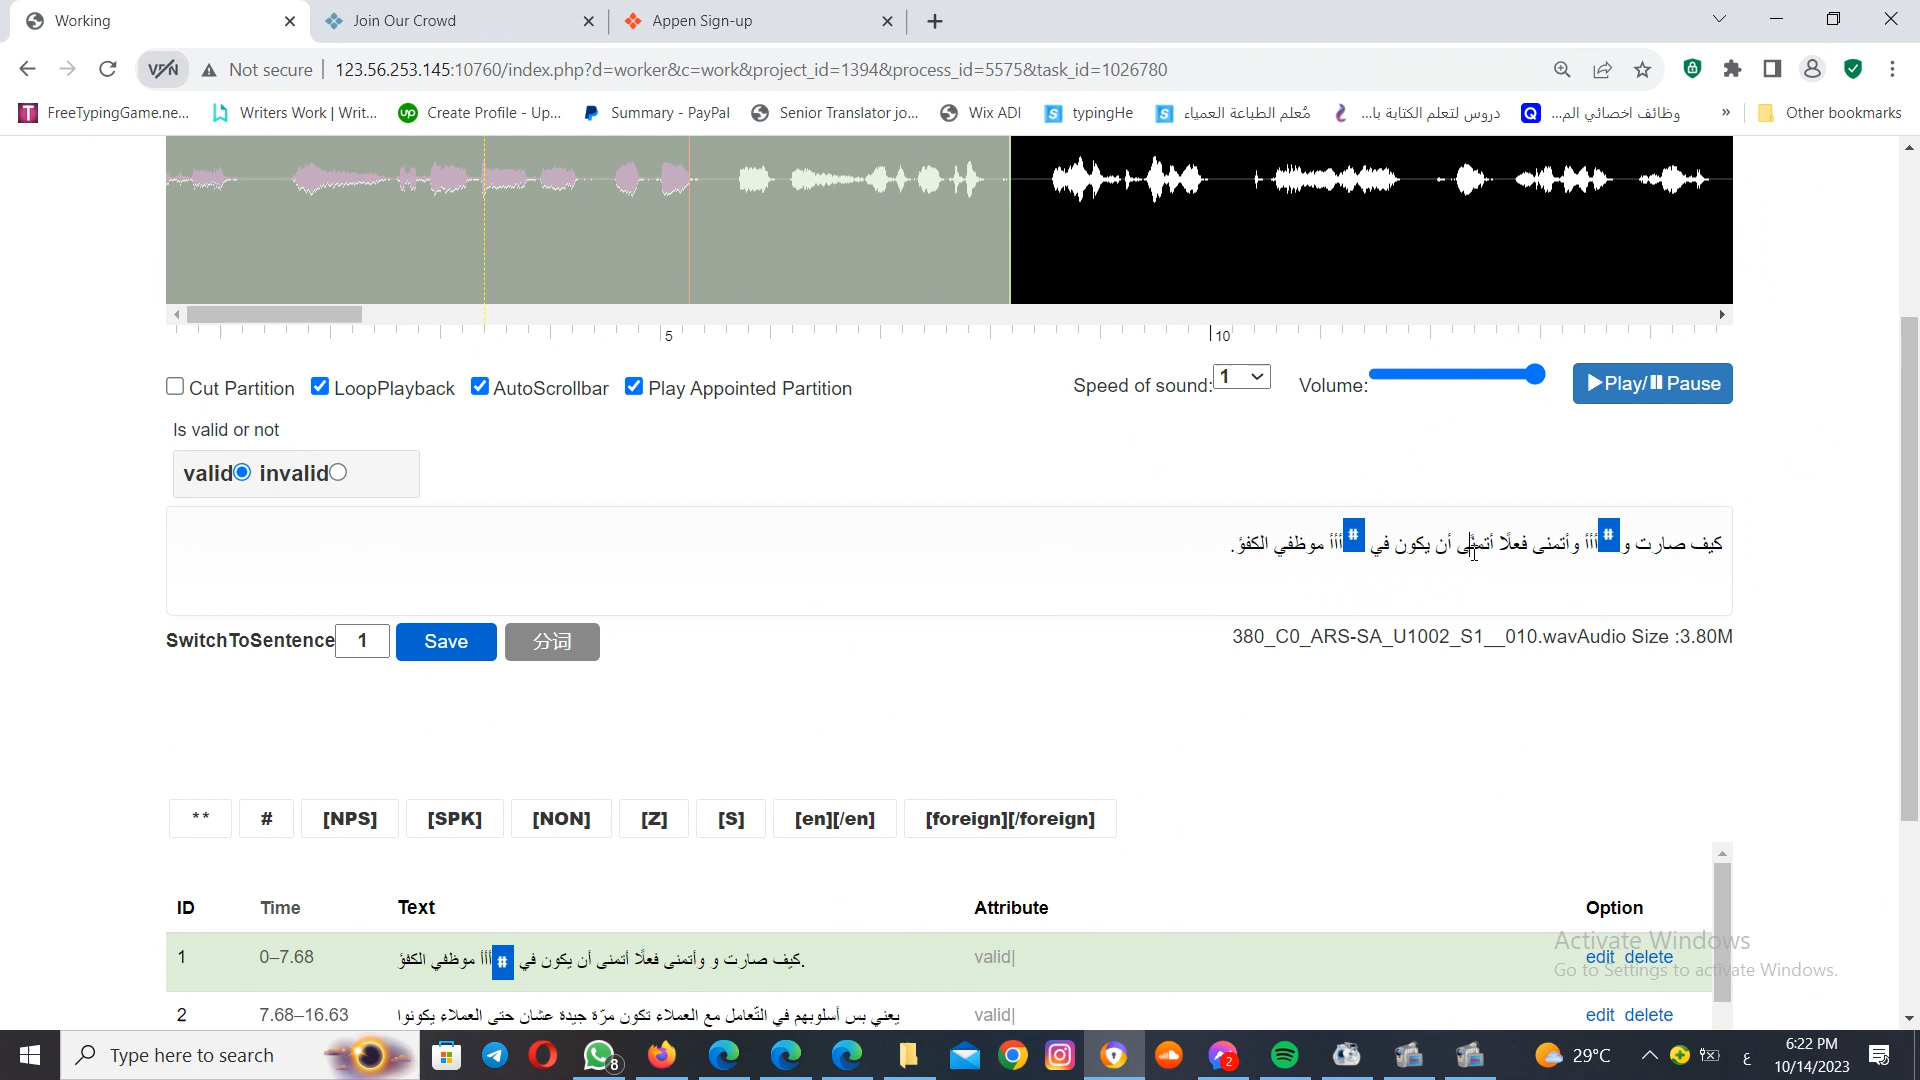 Working
Join Our Crowd
Appen Sign-up
VPN
Not secure
123.56.253.145:10760/index.php?d=worker&c=work&project_id=1394&process_id=5575&task_id=1026780
FreeTypingGame.ne...
Writers Work | Writ...
Create Profile - Up...
Summary - PayPal
Senior Translator jo...
Wix ADI
typingHe
مُعلم الطباعة العمياء
دروس لتعلم الكتابة با...
وظائف اخصائي الم...
»
Other bookmarks
5
10
Cut Partition
LoopPlayback
AutoScrollbar
Play Appointed Partition
Speed of sound:
1
Volume:
Play/ Pause
Is valid or not
valid
invalid
كيف صارت و # أأأ وأتمنى فعلًا أتمنّى أن يكون في # أأأ موظفي الكفؤ.
SwitchToSentence 1
Save
分词
380_C0_ARS-SA_U1002_S1__010.wavAudio Size :3.80M
**
#
[NPS]
[SPK]
[NON]
[Z]
[S]
[en][/en]
[foreign][/foreign]
ID Time Text Attribute Option
1 0–7.68 كيف صارت و وأتمنى فعلًا أتمنى أن يكون في # أأأ موظفي الكفؤ. valid| edit delete
2 7.68–16.63 يعني بس أسلوبهم في التّعامل مع العملاء تكون مرّة جيدة عشان حتى العملاء يكونوا valid| edit delete
Activate Windows
Go to Settings to activate Windows.
Type here to search
8
2
29°C
ع
6:22 PM
10/14/2023